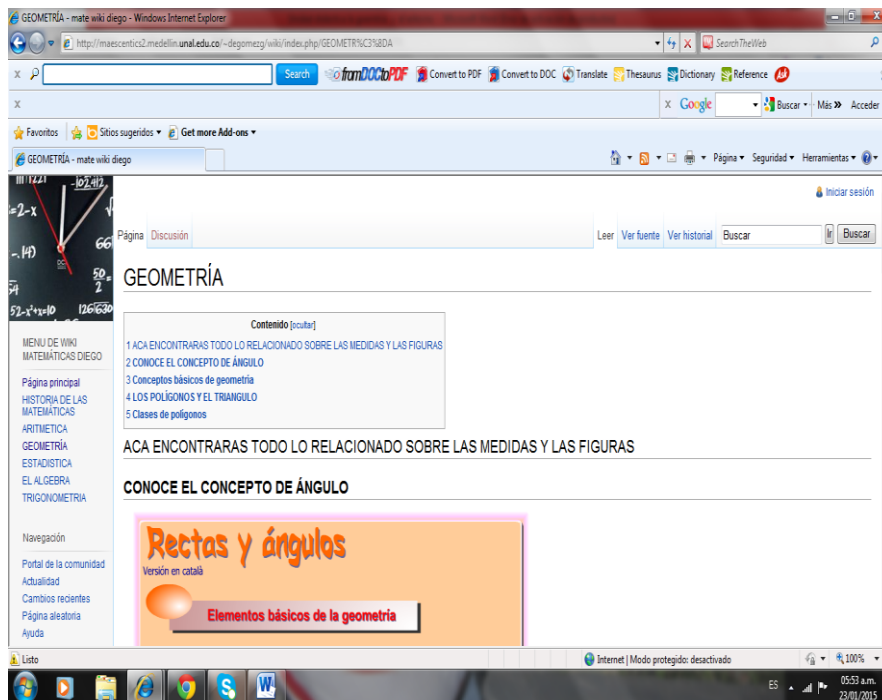 GEOMETRÍA - mate wiki diego - Windows Internet Explorer
http://maescentics2.medellin.unal.edu.co/~degomezg/wiki/index.php/GEOMETR%C3%8DA
SearchTheWeb
x Search fromDOCtoPDF Convert to PDF Convert to DOC Translate Thesaurus Dictionary Reference
x x Google Buscar Más » Acceder
Favoritos Sitios sugeridos Get more Add-ons
GEOMETRÍA - mate wiki diego
Página Seguridad Herramientas
Iniciar sesión
Página Discusión Leer Ver fuente Ver historial Buscar Ir Buscar
GEOMETRÍA
Contenido [ocultar]
1 ACA ENCONTRARAS TODO LO RELACIONADO SOBRE LAS MEDIDAS Y LAS FIGURAS
2 CONOCE EL CONCEPTO DE ÁNGULO
3 Conceptos básicos de geometría
4 LOS POLÍGONOS Y EL TRIANGULO
5 Clases de polígonos
ACA ENCONTRARAS TODO LO RELACIONADO SOBRE LAS MEDIDAS Y LAS FIGURAS
CONOCE EL CONCEPTO DE ÁNGULO
Rectas y ángulos
Versión en català
Elementos básicos de la geometría
MENU DE WIKI
MATEMÁTICAS DIEGO
Página principal
HISTORIA DE LAS
MATEMÁTICAS
ARITMETICA
GEOMETRÍA
ESTADISTICA
EL ALGEBRA
TRIGONOMETRIA
Navegación
Portal de la comunidad
Actualidad
Cambios recientes
Página aleatoria
Ayuda
Listo
Internet | Modo protegido: desactivado
100%
ES
05:53 a.m.
23/01/2015